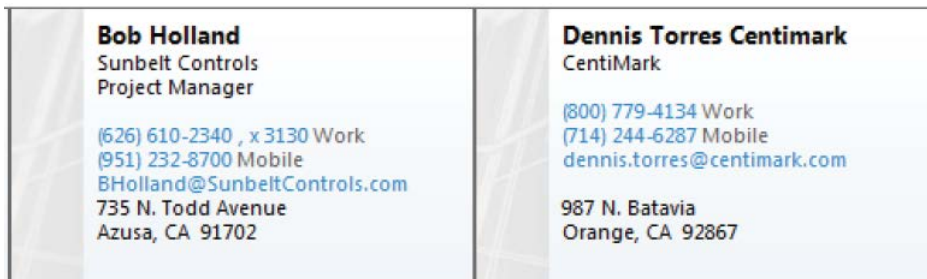 Bob Holland
Sunbelt Controls
Project Manager
(626) 610-2340 , x 3130 Work
(951) 232-8700 Mobile
BHolland@SunbeltControls.com
735 N. Todd Avenue
Azusa, CA 91702
Dennis Torres Centimark
CentiMark
(800) 779-4134 Work
(714) 244-6287 Mobile
dennis.torres@centimark.com
987 N. Batavia
Orange, CA 92867